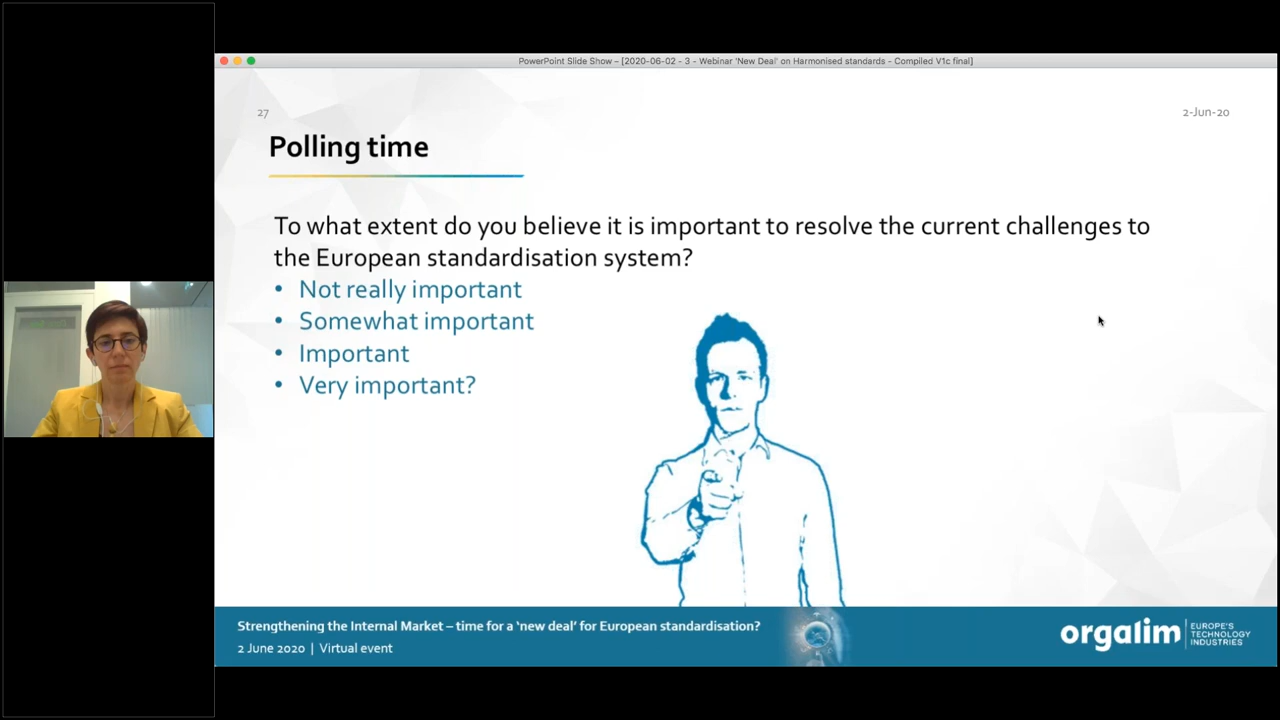 PowerPoint Slide Show – [2020-06-02 - 3 - Webinar 'New Deal' on Harmonised standards - Compiled V1c final]
27
2-Jun-20
Polling time
To what extent do you believe it is important to resolve the current challenges to
the European standardisation system?
• Not really important
• Somewhat important
• Important
• Very important?
Strengthening the Internal Market – time for a ‘new deal’ for European standardisation?
2 June 2020 | Virtual event
orgalim
EUROPE'S
TECHNOLOGY
INDUSTRIES